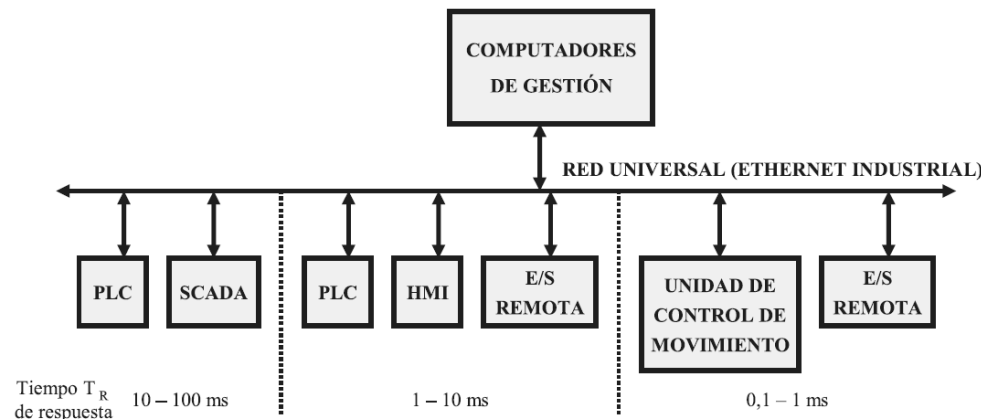 COMPUTADORES
DE GESTIÓN
RED UNIVERSAL (ETHERNET INDUSTRIAL)
PLC
SCADA
PLC
HMI
E/S
REMOTA
UNIDAD DE
CONTROL DE
MOVIMIENTO
E/S
REMOTA
Tiempo T R
de respuesta
10 – 100 ms
1 – 10 ms
0,1 – 1 ms